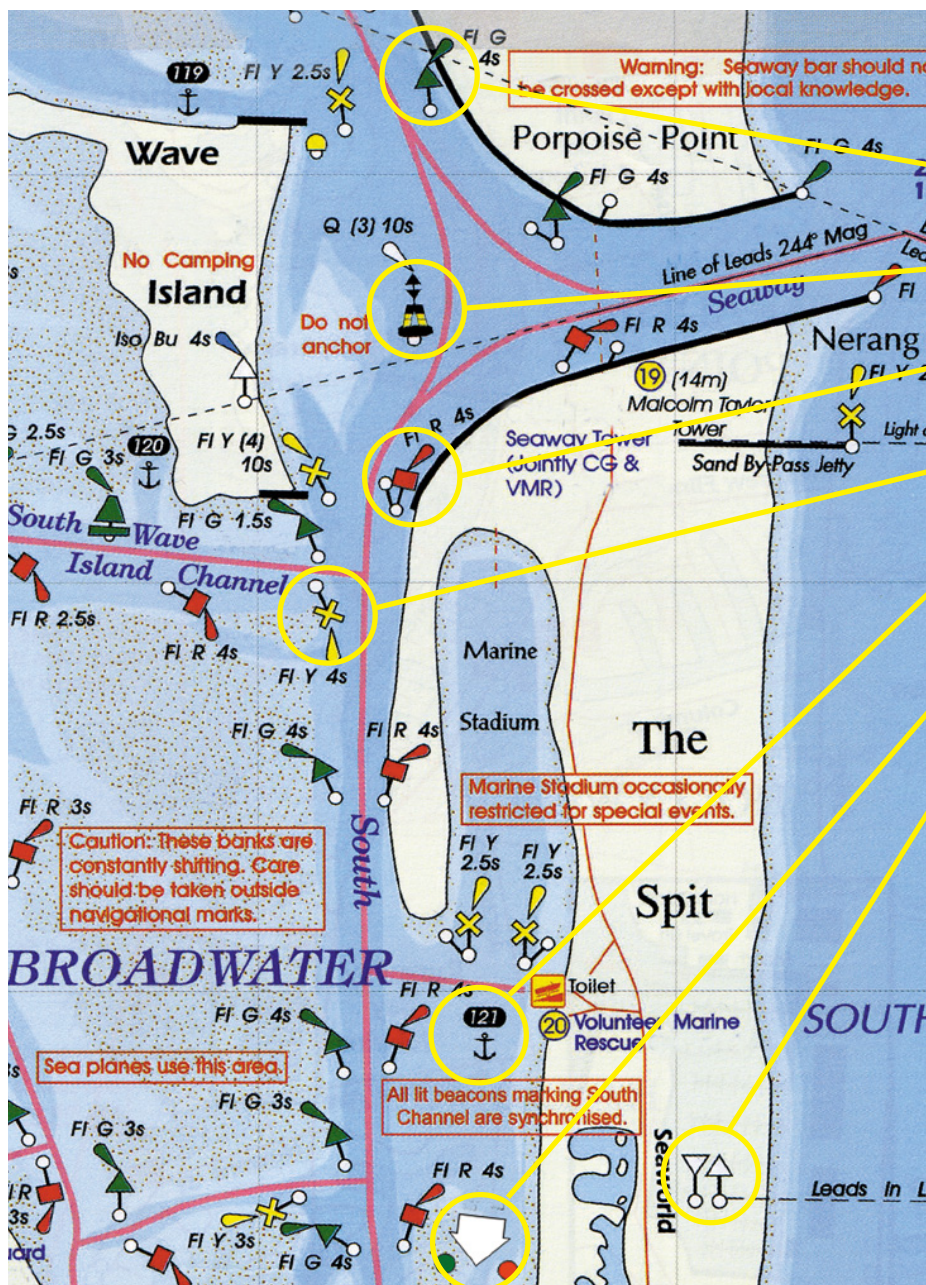 119
Fl Y 2.5s
Fl G
4s
Warning: Seaway bar should
be crossed except with local knowledge.
Wave
Porpoise Point
Fl G 4s
Fl G 4s
Q (3) 10s
No Camping
Island
Line of Leads 244° Mag
Seaway
Do not
anchor
Fl R 4s
Fl
Iso Bu 4s
Nerang
19 (14m)
Malcolm Taylor
Tower
Fl R 4s
G 2.5s
120
Fl Y (4)
10s
Seaway Tower
(Jointly CG &
VMR)
Light
Fl G 3s
Sand By-Pass Jetty
Fl G 1.5s
South Wave
Island Channel
Fl R 2.5s
Fl R 4s
Fl Y 4s
Marine
Stadium
Fl G 4s
Fl R 4s
The
Marine Stadium occasionally
restricted for special events.
Fl R 3s
Caution: These banks are
constantly shifting. Care
should be taken outside
navigational marks.
South
Fl Y
2.5s
Fl Y
2.5s
Spit
BROADWATER
Fl R 4s
Toilet
Fl G 4s
121
20 Volunteer Marine
Rescue
SOUTH
Sea planes use this area.
All lit beacons marking South
Channel are synchronised.
Fl G 3s
Fl G 3s
Seaworld
Fl R 4s
Leads in
3s
Fl Y 3s
Fl G 4s